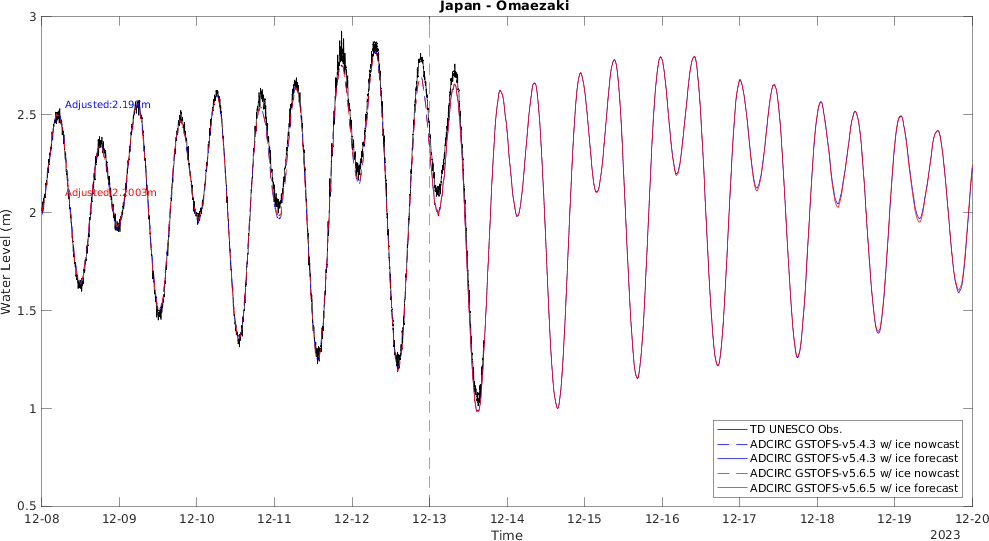 Japan - Omaezaki
3
2.5
2
1.5
1
0.5
Water Level (m)
Adjusted:2.2003m
12-08
12-09
12-10
12-11
12-12
12-13
12-14
12-15
12-16
12-17
12-18
12-19
12-20
Time
2023
TD UNESCO Obs.
ADCIRC GSTOFS-v5.4.3 w/ ice nowcast
ADCIRC GSTOFS-v5.4.3 w/ ice forecast
ADCIRC GSTOFS-v5.6.5 w/ ice nowcast
ADCIRC GSTOFS-v5.6.5 w/ ice forecast